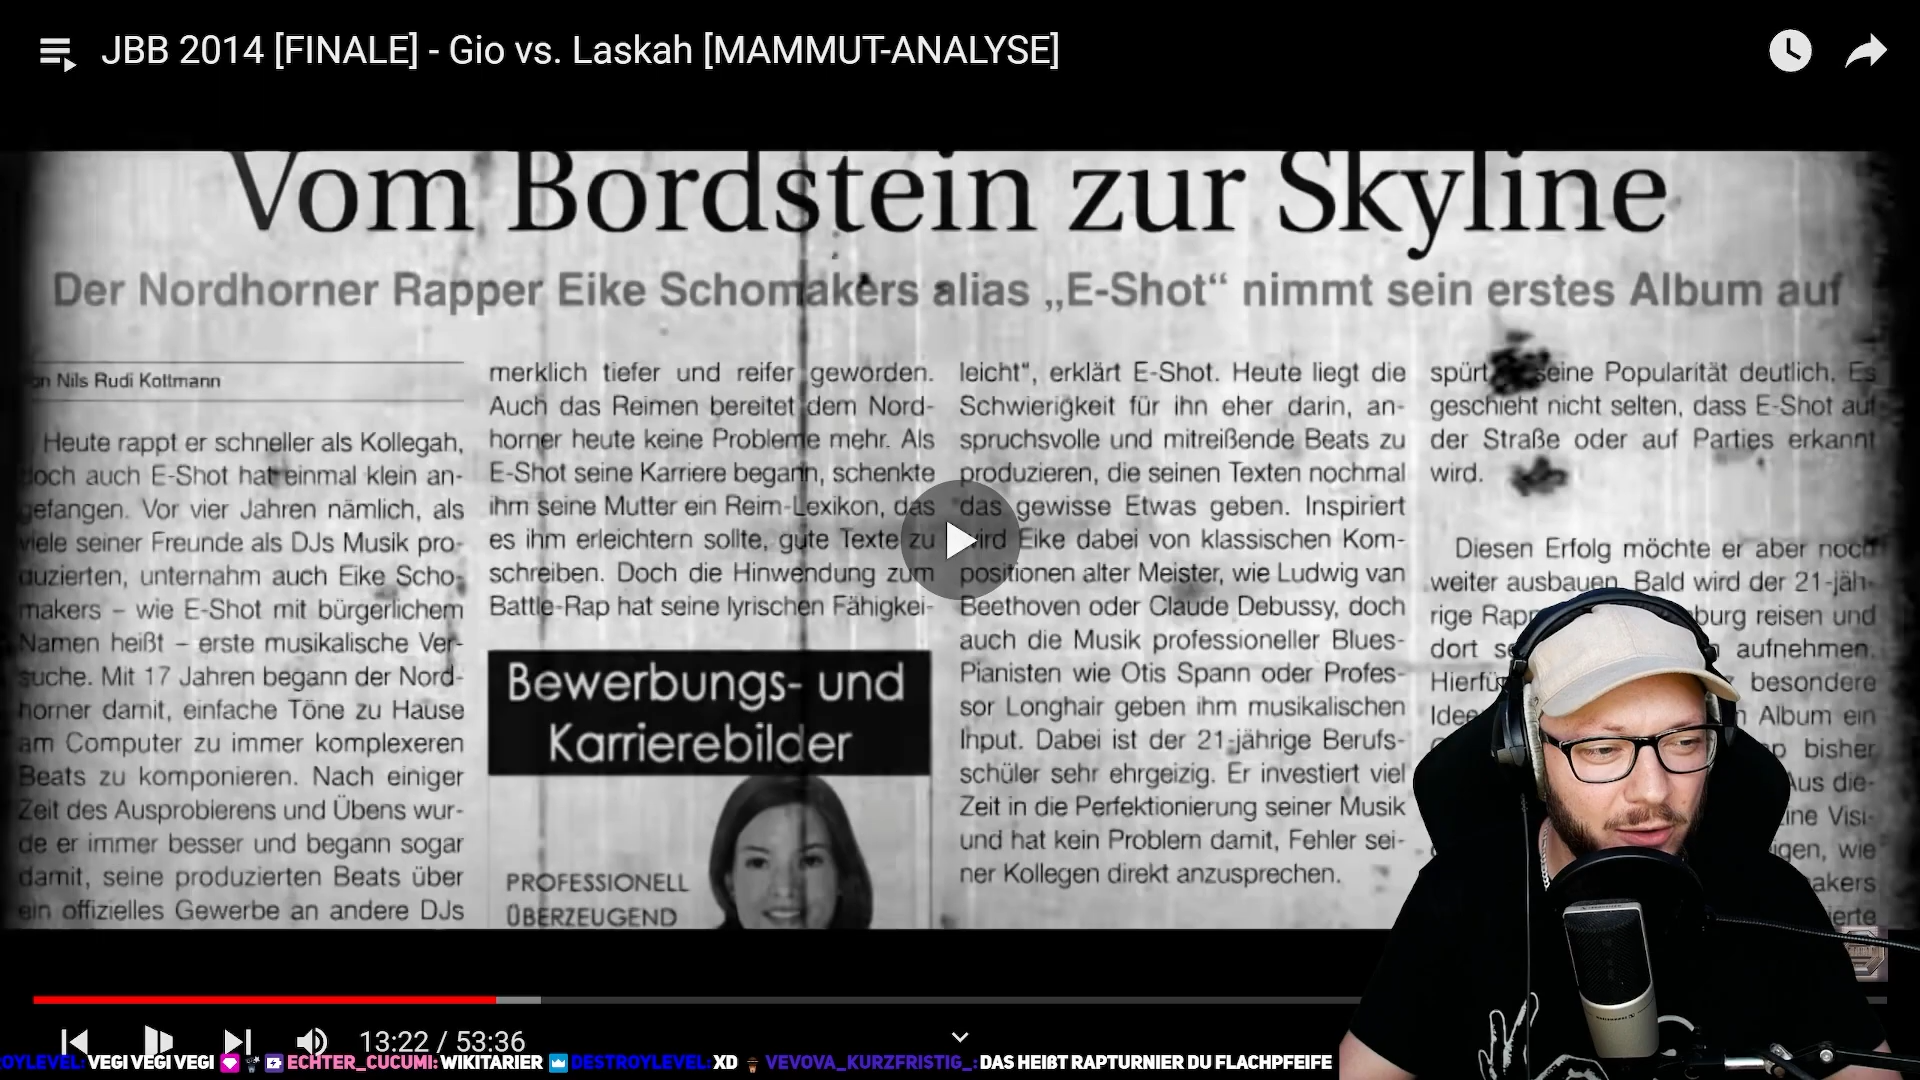 JBB 2014 [FINALE] - Gio vs. Laskah [MAMMUT-ANALYSE]
Vom Bordstein zur Skyline
Der Nordhorner Rapper Eike Schomakers alias „E-Shot“ nimmt sein erstes Album auf
Nils Rudi Kottmann
Heute rappt er schneller als Kollegah,
doch auch E-Shot hat einmal klein an-
gefangen. Vor vier Jahren nämlich, als
viele seiner Freunde als DJs Musik pro-
duzierten, unternahm auch Eike Scho-
makers – wie E-Shot mit bürgerlichem
Namen heißt – erste musikalische Ver-
suche. Mit 17 Jahren begann der Nord-
horner damit, einfache Töne zu Hause
am Computer zu immer komplexeren
Beats zu komponieren. Nach einiger
Zeit des Ausprobierens und Übens wur-
de er immer besser und begann sogar
damit, seine produzierten Beats über
ein offizielles Gewerbe an andere DJs
merklich tiefer und reifer geworden.
Auch das Reimen bereitet dem Nord-
horner heute keine Probleme mehr. Als
E-Shot seine Karriere begann, schenkte
ihm seine Mutter ein Reim-Lexikon, das
es ihm erleichtern sollte, gute Texte zu
schreiben. Doch die Hinwendung zum
Battle-Rap hat seine lyrischen Fähigkei-
Bewerbungs- und
Karrierebilder
PROFESSIONELL
ÜBERZEUGEND
leicht“, erklärt E-Shot. Heute liegt die
Schwierigkeit für ihn eher darin, an-
spruchsvolle und mitreißende Beats zu
produzieren, die seinen Texten nochmal
das gewisse Etwas geben. Inspiriert
wird Eike dabei von klassischen Kom-
positionen alter Meister, wie Ludwig van
Beethoven oder Claude Debussy, doch
auch die Musik professioneller Blues-
Pianisten wie Otis Spann oder Profes-
sor Longhair geben ihm musikalischen
Input. Dabei ist der 21-jährige Berufs-
schüler sehr ehrgeizig. Er investiert viel
Zeit in die Perfektionierung seiner Musik
und hat kein Problem damit, Fehler sei-
ner Kollegen direkt anzusprechen.
spürt seine Popularität deutlich. Es
geschieht nicht selten, dass E-Shot auf
der Straße oder auf Parties erkannt
wird.
Diesen Erfolg möchte er aber noch
weiter ausbauen. Bald wird der 21-jäh-
rige reisen und
dort aufnehmen.
besondere
Album ein
bisher
Aus die-
Visi-
wie
13:22 / 53:36
VEGI VEGI VEGI ECHTER_CUCUMI: WIKITARIER DESTROYLEVEL: XD VEVOVA_KURZFRISTIG_: DAS HEIßT RAPTURNIER DU FLACHPFEIFE